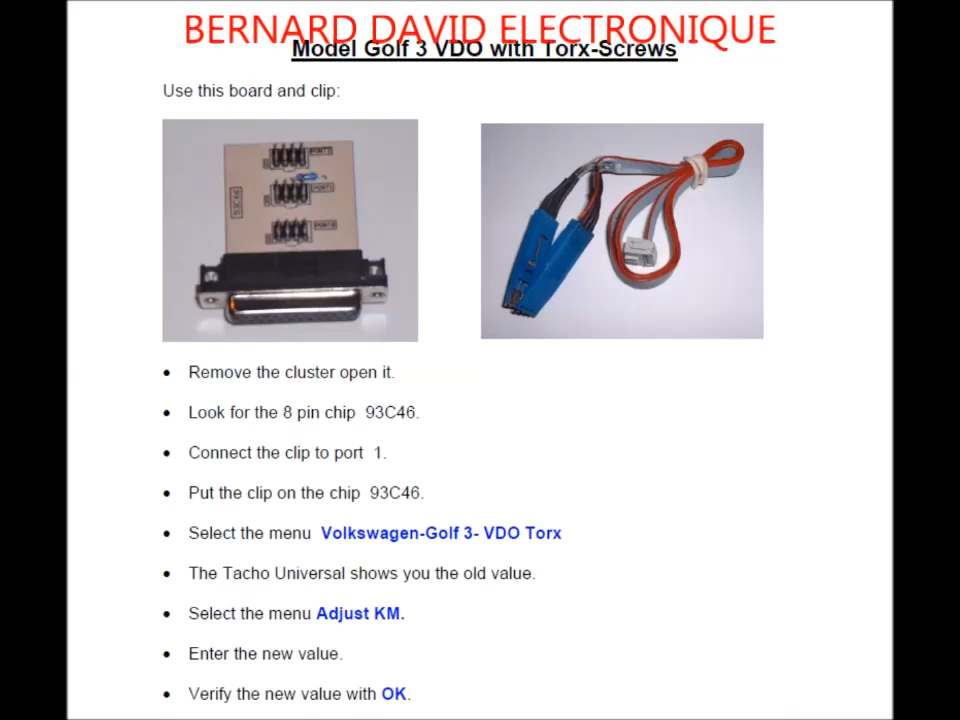 BERNARD DAVID ELECTRONIQUE
Model Golf 3 VDO with Torx-Screws
Use this board and clip:
93C46
PORT1
• Remove the cluster open it.
• Look for the 8 pin chip 93C46.
• Connect the clip to port 1.
• Put the clip on the chip 93C46.
• Select the menu Volkswagen-Golf 3- VDO Torx
• The Tacho Universal shows you the old value.
• Select the menu Adjust KM.
• Enter the new value.
• Verify the new value with OK.